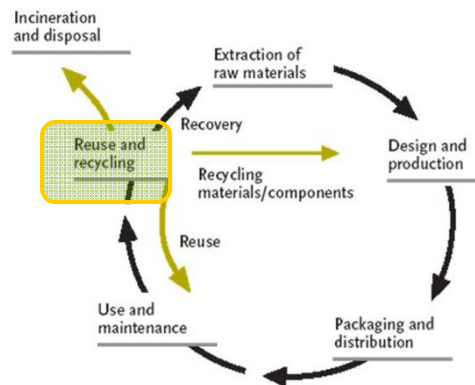 Incineration
and disposal
Extraction of
raw materials
Recovery
Reuse and
recycling
Design and
production
Recycling
materials/components
Reuse
Use and
maintenance
Packaging and
distribution